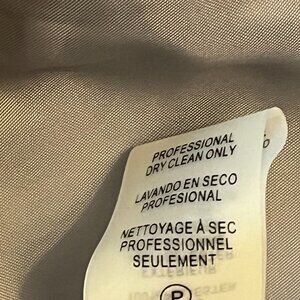 PROFESSIONAL
DRY CLEAN ONLY
LAVANDO EN SECO
PROFESIONAL
NETTOYAGE À SEC
PROFESSIONNEL
SEULEMENT
P